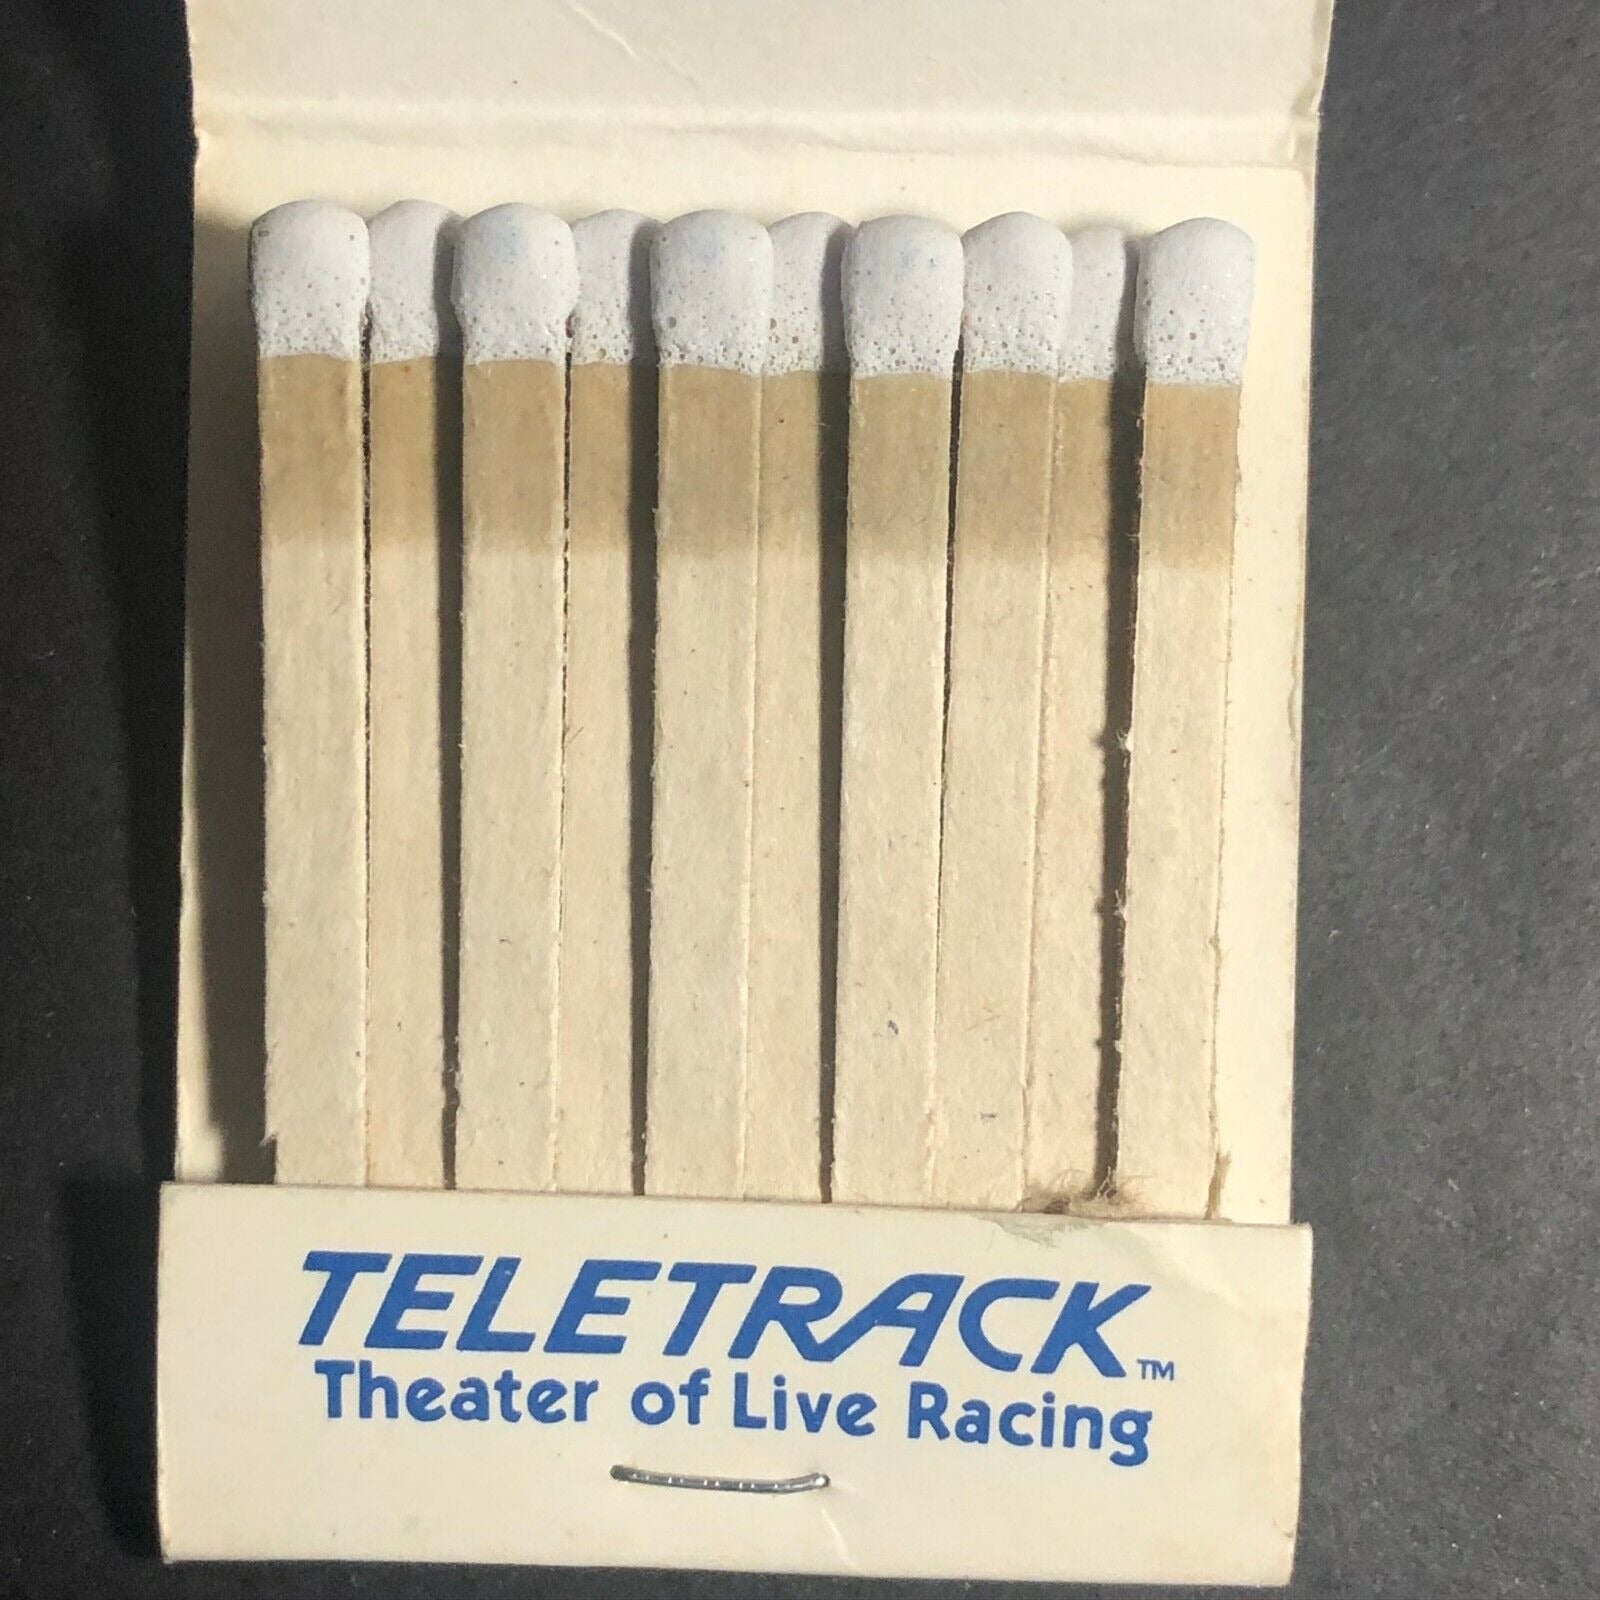 TELETRACK™
Theater of Live Racing